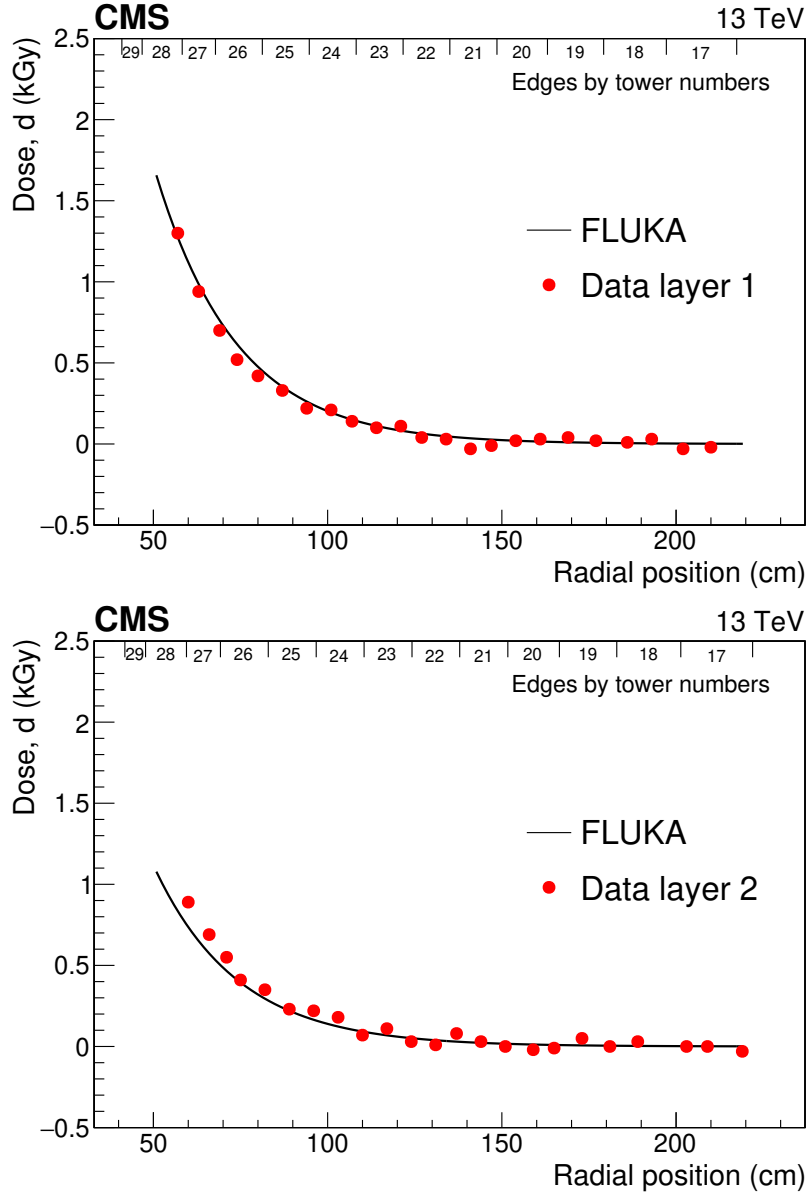 CMS 13 TeV
2.5
29 28 27 26 25 24 23 22 21 20 19 18 17
Edges by tower numbers
Dose, d (kGy)
2
1.5
FLUKA
1
Data layer 1
0.5
0
−0.5
50 100 150 200
Radial position (cm)
CMS 13 TeV
2.5
29 28 27 26 25 24 23 22 21 20 19 18 17
Edges by tower numbers
Dose, d (kGy)
2
1.5
FLUKA
1
Data layer 2
0.5
0
−0.5
50 100 150 200
Radial position (cm)